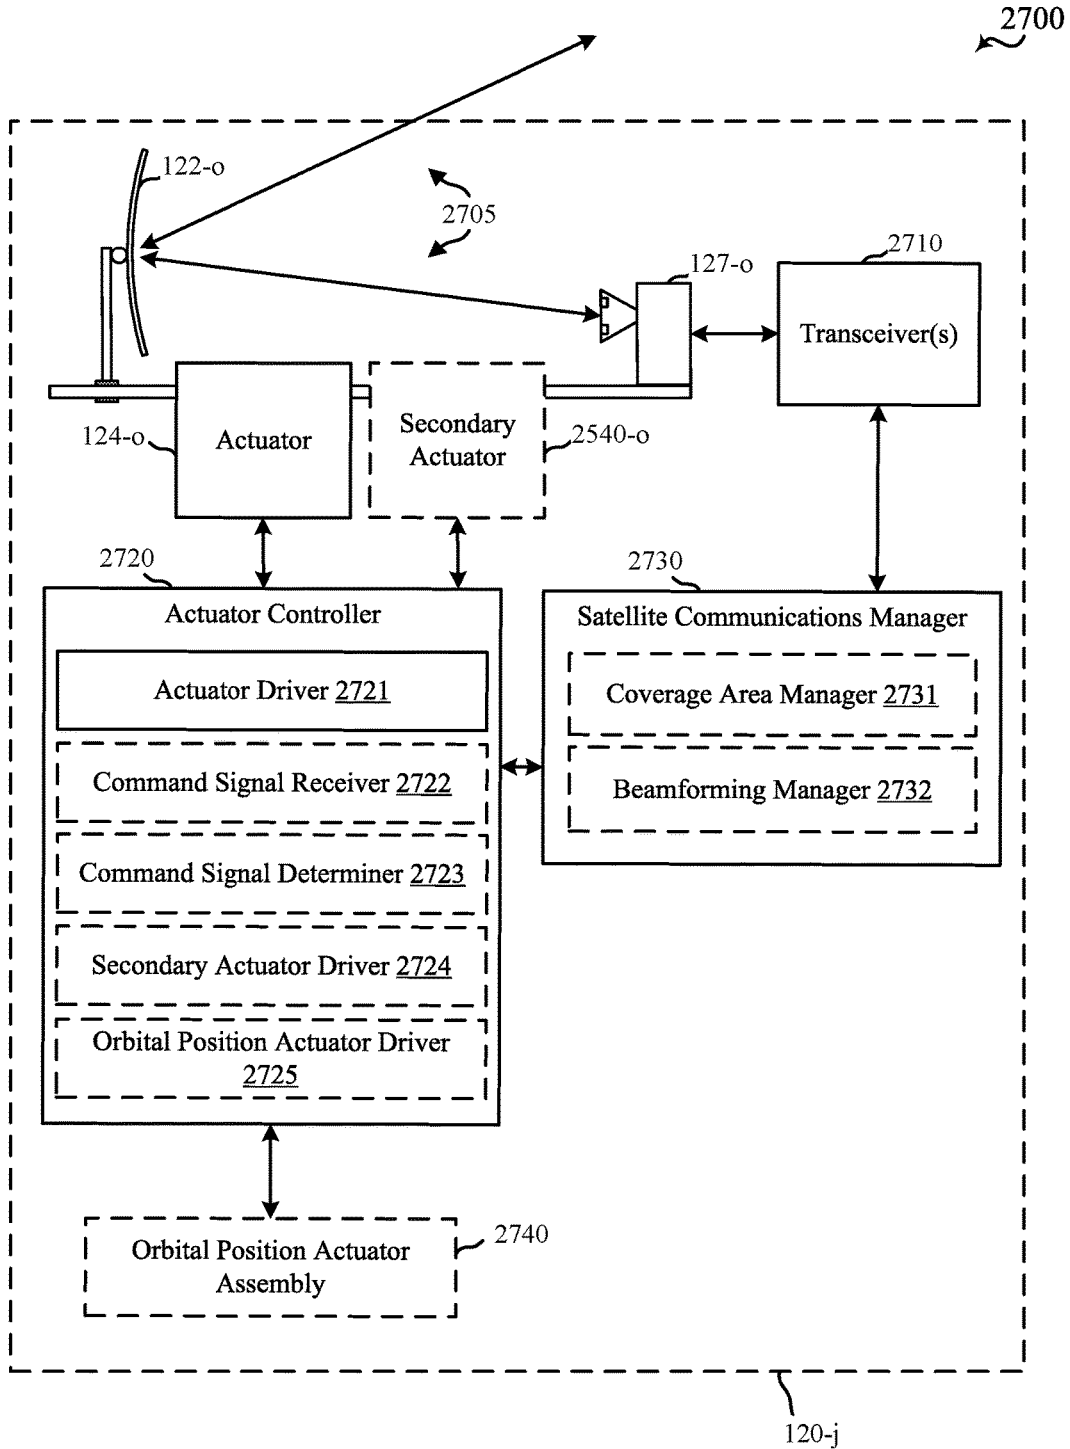 2700
122-o
2705
2710
127-o
Transceiver(s)
124-o
Actuator
Secondary
Actuator
2540-o
2720
2730
Actuator Controller
Actuator Driver 2721
Command Signal Receiver 2722
Command Signal Determiner 2723
Secondary Actuator Driver 2724
Orbital Position Actuator Driver
2725
Satellite Communications Manager
Coverage Area Manager 2731
Beamforming Manager 2732
Orbital Position Actuator
Assembly
2740
120-j